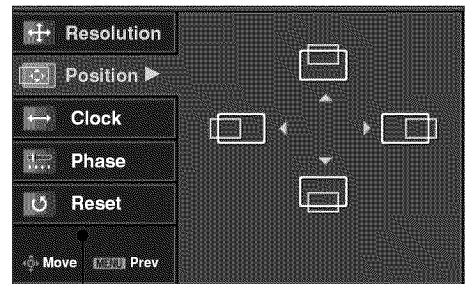 Resolution
Position
Clock
Phase
Reset
Move MENU Prev